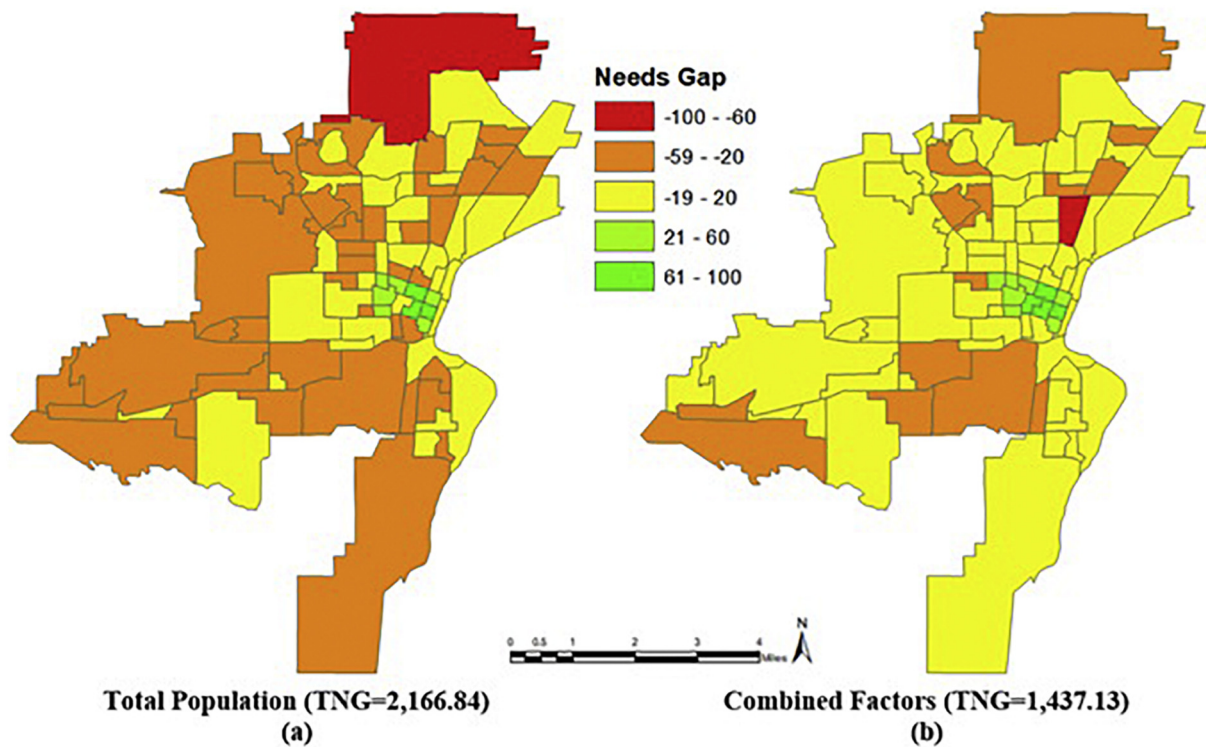 Needs Gap
-100 - -60
-59 - -20
-19 - 20
21 - 60
61 - 100
N
0 0.5 1 2 3 4
Miles
Total Population (TNG=2,166.84)
(a)
Combined Factors (TNG=1,437.13)
(b)